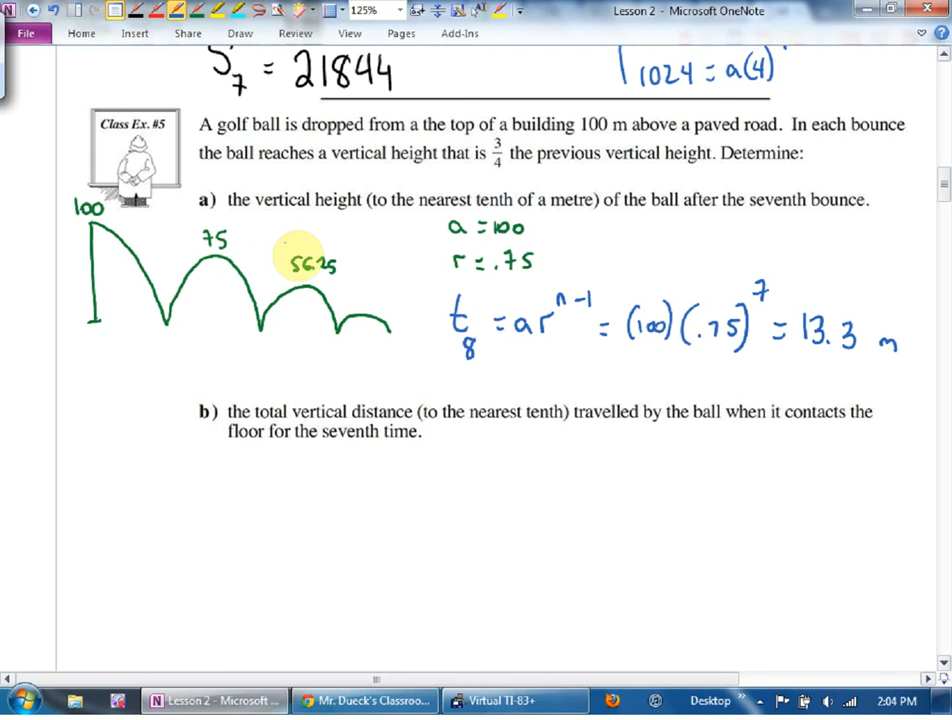 Lesson 2 - Microsoft OneNote
125%
File Home Insert Share Draw Review View Pages Add-Ins
S₇ = 21844
1024 = a(4)
Class Ex. #5
A golf ball is dropped from a the top of a building 100 m above a paved road. In each bounce
the ball reaches a vertical height that is 3/4 the previous vertical height. Determine:
a) the vertical height (to the nearest tenth of a metre) of the ball after the seventh bounce.
100
75
56.25
a = 100
r = .75
t₈ = ar^(n-1) = (100)(.75)^7 = 13.3 m
b) the total vertical distance (to the nearest tenth) travelled by the ball when it contacts the
floor for the seventh time.
Lesson 2 - Microsoft ... Mr. Dueck's Classroo... Virtual TI-83+ Desktop 2:04 PM